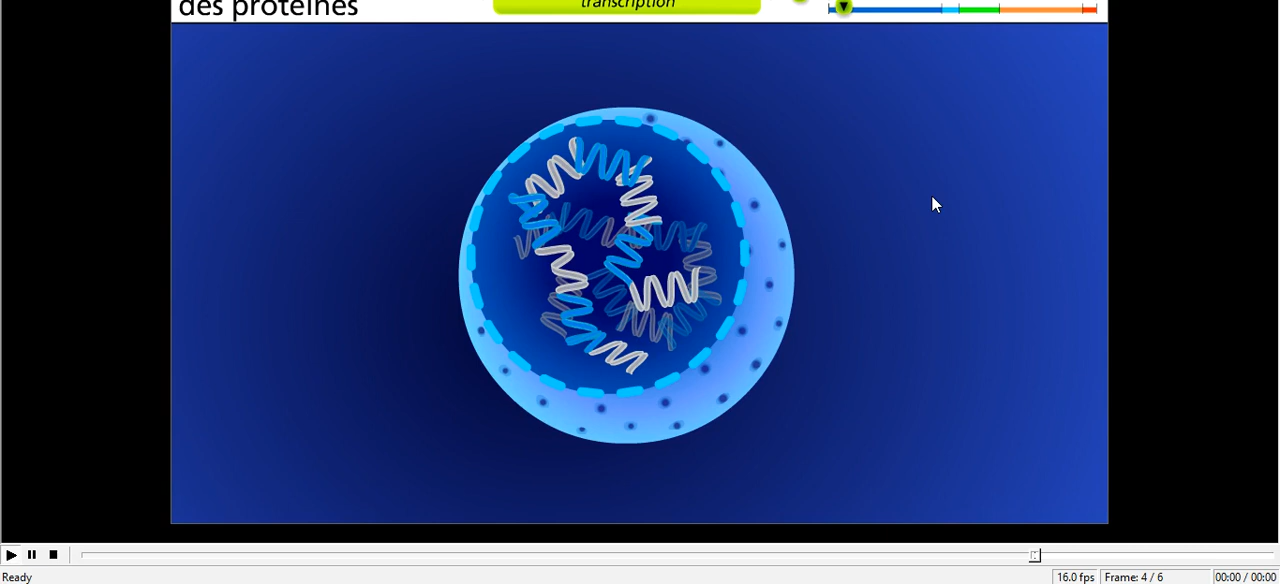 des protéines
transcription
Ready
16.0 fps
Frame: 4 / 6
00:00 / 00:00